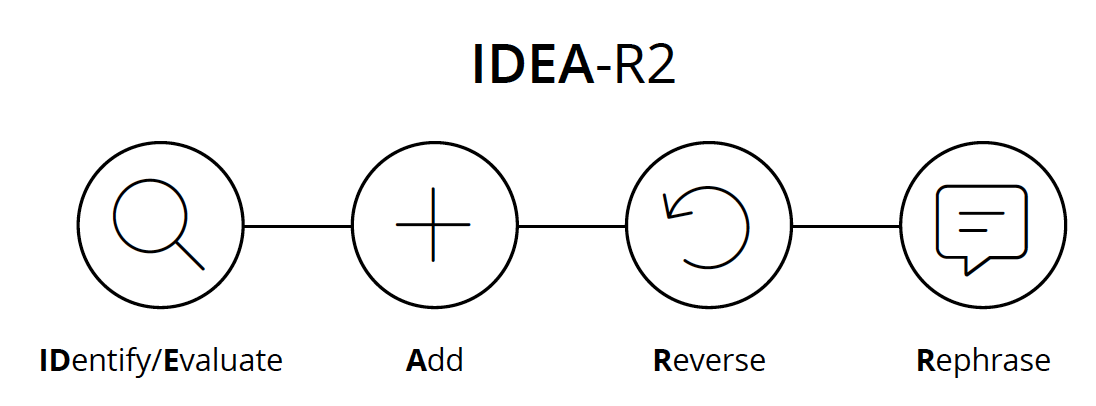 IDEA-R2
IDentify/Evaluate
Add
Reverse
Rephrase